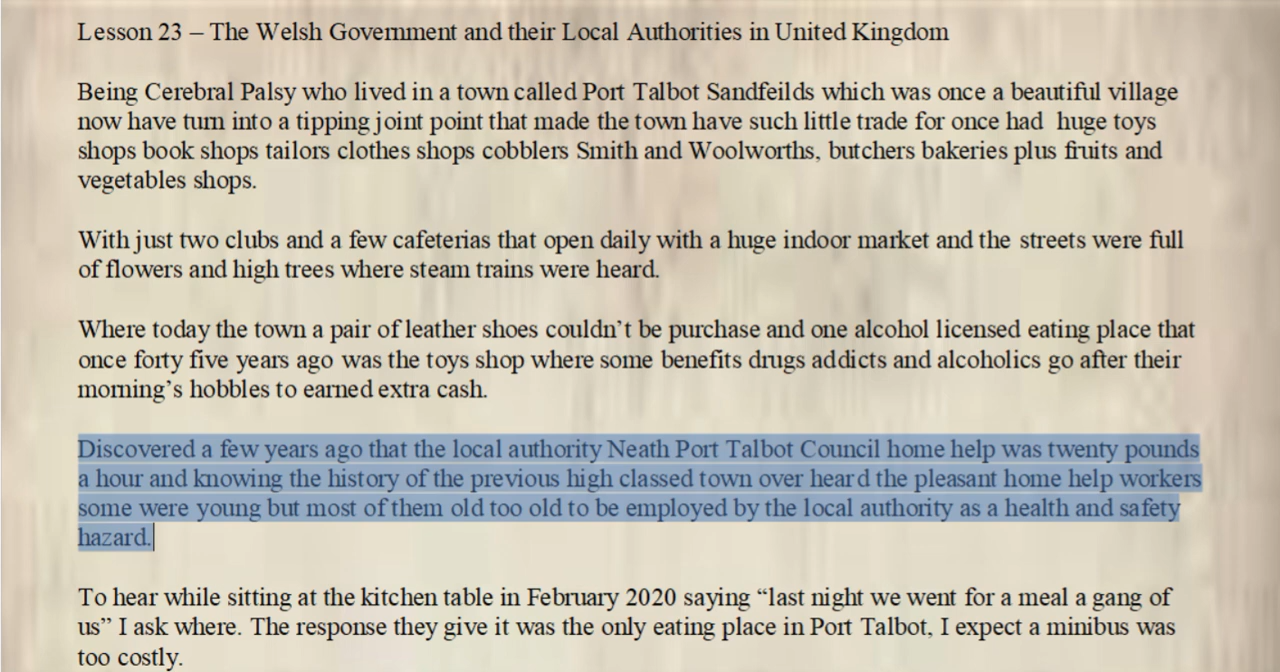 Lesson 23 – The Welsh Government and their Local Authorities in United Kingdom
Being Cerebral Palsy who lived in a town called Port Talbot Sandfeilds which was once a beautiful village
now have turn into a tipping joint point that made the town have such little trade for once had  huge toys
shops book shops tailors clothes shops cobblers Smith and Woolworths, butchers bakeries plus fruits and
vegetables shops.
With just two clubs and a few cafeterias that open daily with a huge indoor market and the streets were full
of flowers and high trees where steam trains were heard.
Where today the town a pair of leather shoes couldn’t be purchase and one alcohol licensed eating place that
once forty five years ago was the toys shop where some benefits drugs addicts and alcoholics go after their
morning’s hobbles to earned extra cash.
Discovered a few years ago that the local authority Neath Port Talbot Council home help was twenty pounds
a hour and knowing the history of the previous high classed town over heard the pleasant home help workers
some were young but most of them old too old to be employed by the local authority as a health and safety
hazard.
To hear while sitting at the kitchen table in February 2020 saying “last night we went for a meal a gang of
us” I ask where. The response they give it was the only eating place in Port Talbot, I expect a minibus was
too costly.